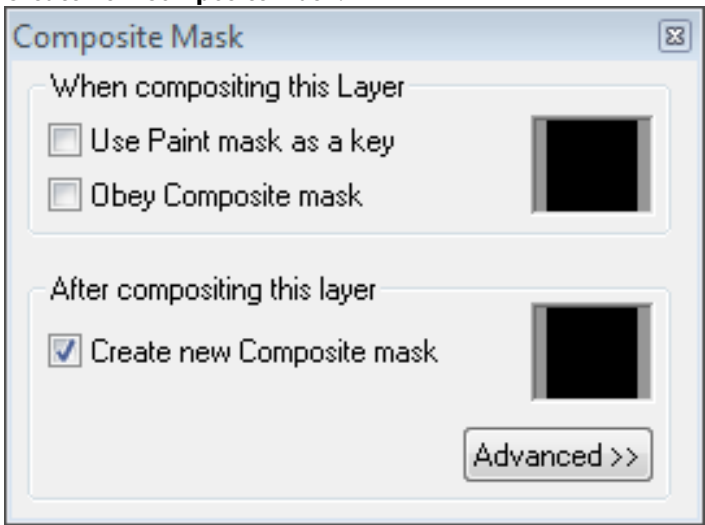 Composite Mask
When compositing this Layer
Use Paint mask as a key
Obey Composite mask
After compositing this layer
Create new Composite mask
Advanced >>